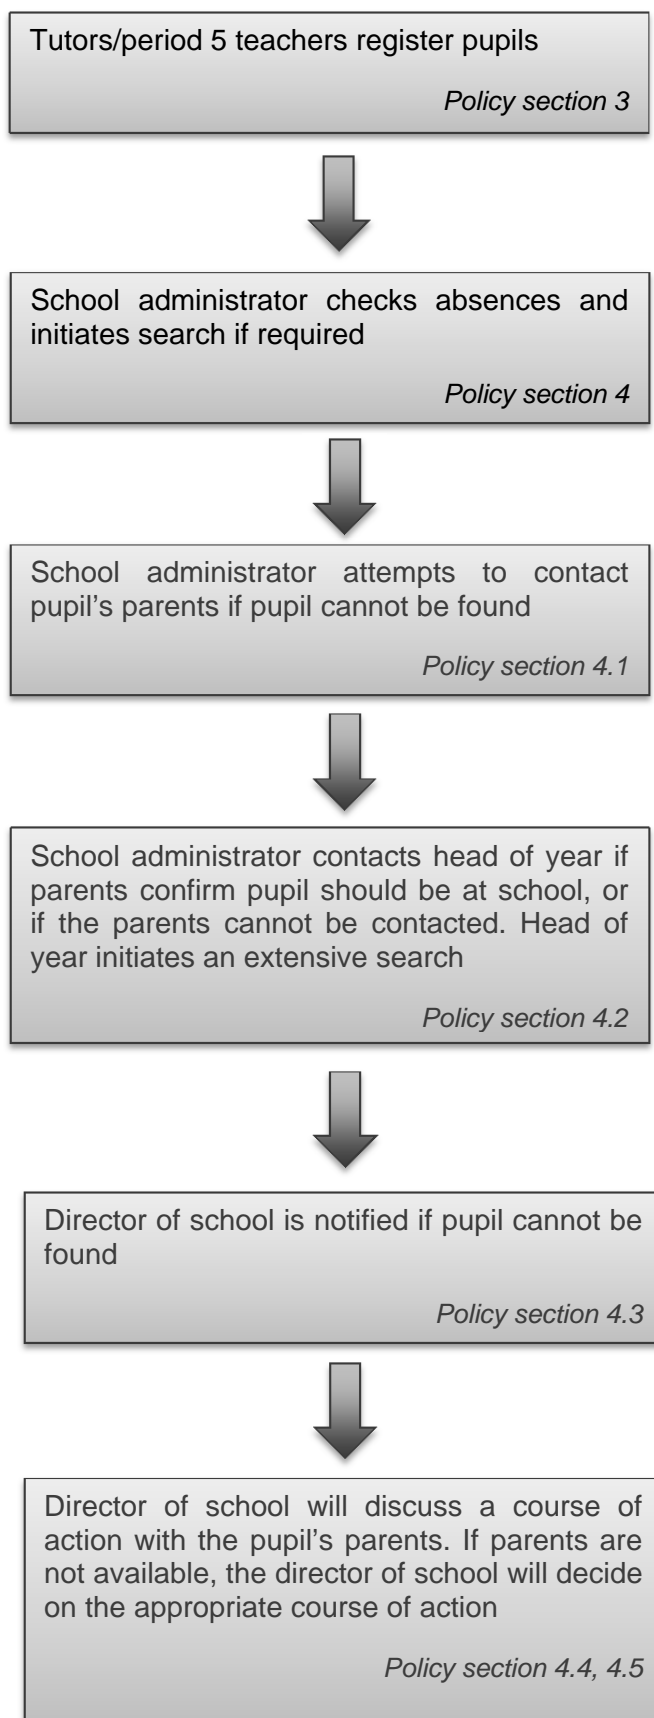 Tutors/period 5 teachers register pupils
Policy section 3
School administrator checks absences and
initiates search if required
Policy section 4
School administrator attempts to contact
pupil's parents if pupil cannot be found
Policy section 4.1
School administrator contacts head of year if
parents confirm pupil should be at school, or
if the parents cannot be contacted. Head of
year initiates an extensive search
Policy section 4.2
Director of school is notified if pupil cannot be
found
Policy section 4.3
Director of school will discuss a course of
action with the pupil's parents. If parents are
not available, the director of school will decide
on the appropriate course of action
Policy section 4.4, 4.5